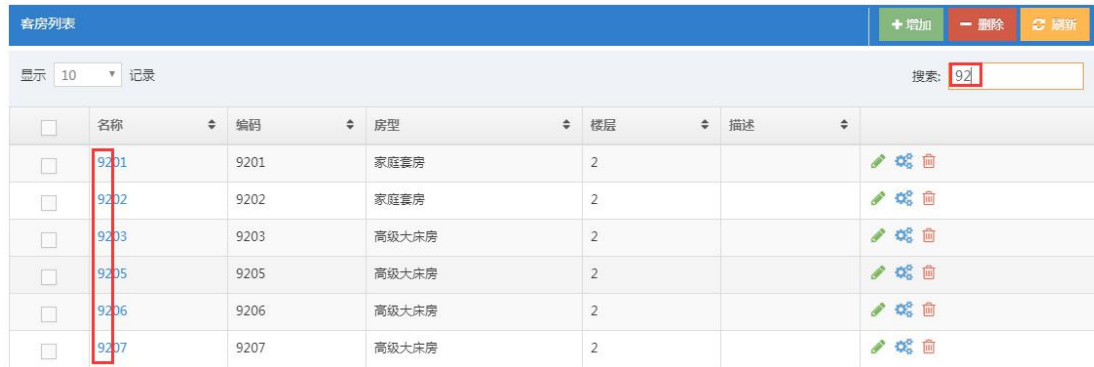 客房列表 增加 删除 刷新
显示 10 记录 搜索: 92
名称 编码 房型 楼层 描述
9201 9201 家庭套房 2
9202 9202 家庭套房 2
9203 9203 高级大床房 2
9205 9205 高级大床房 2
9206 9206 高级大床房 2
9207 9207 高级大床房 2